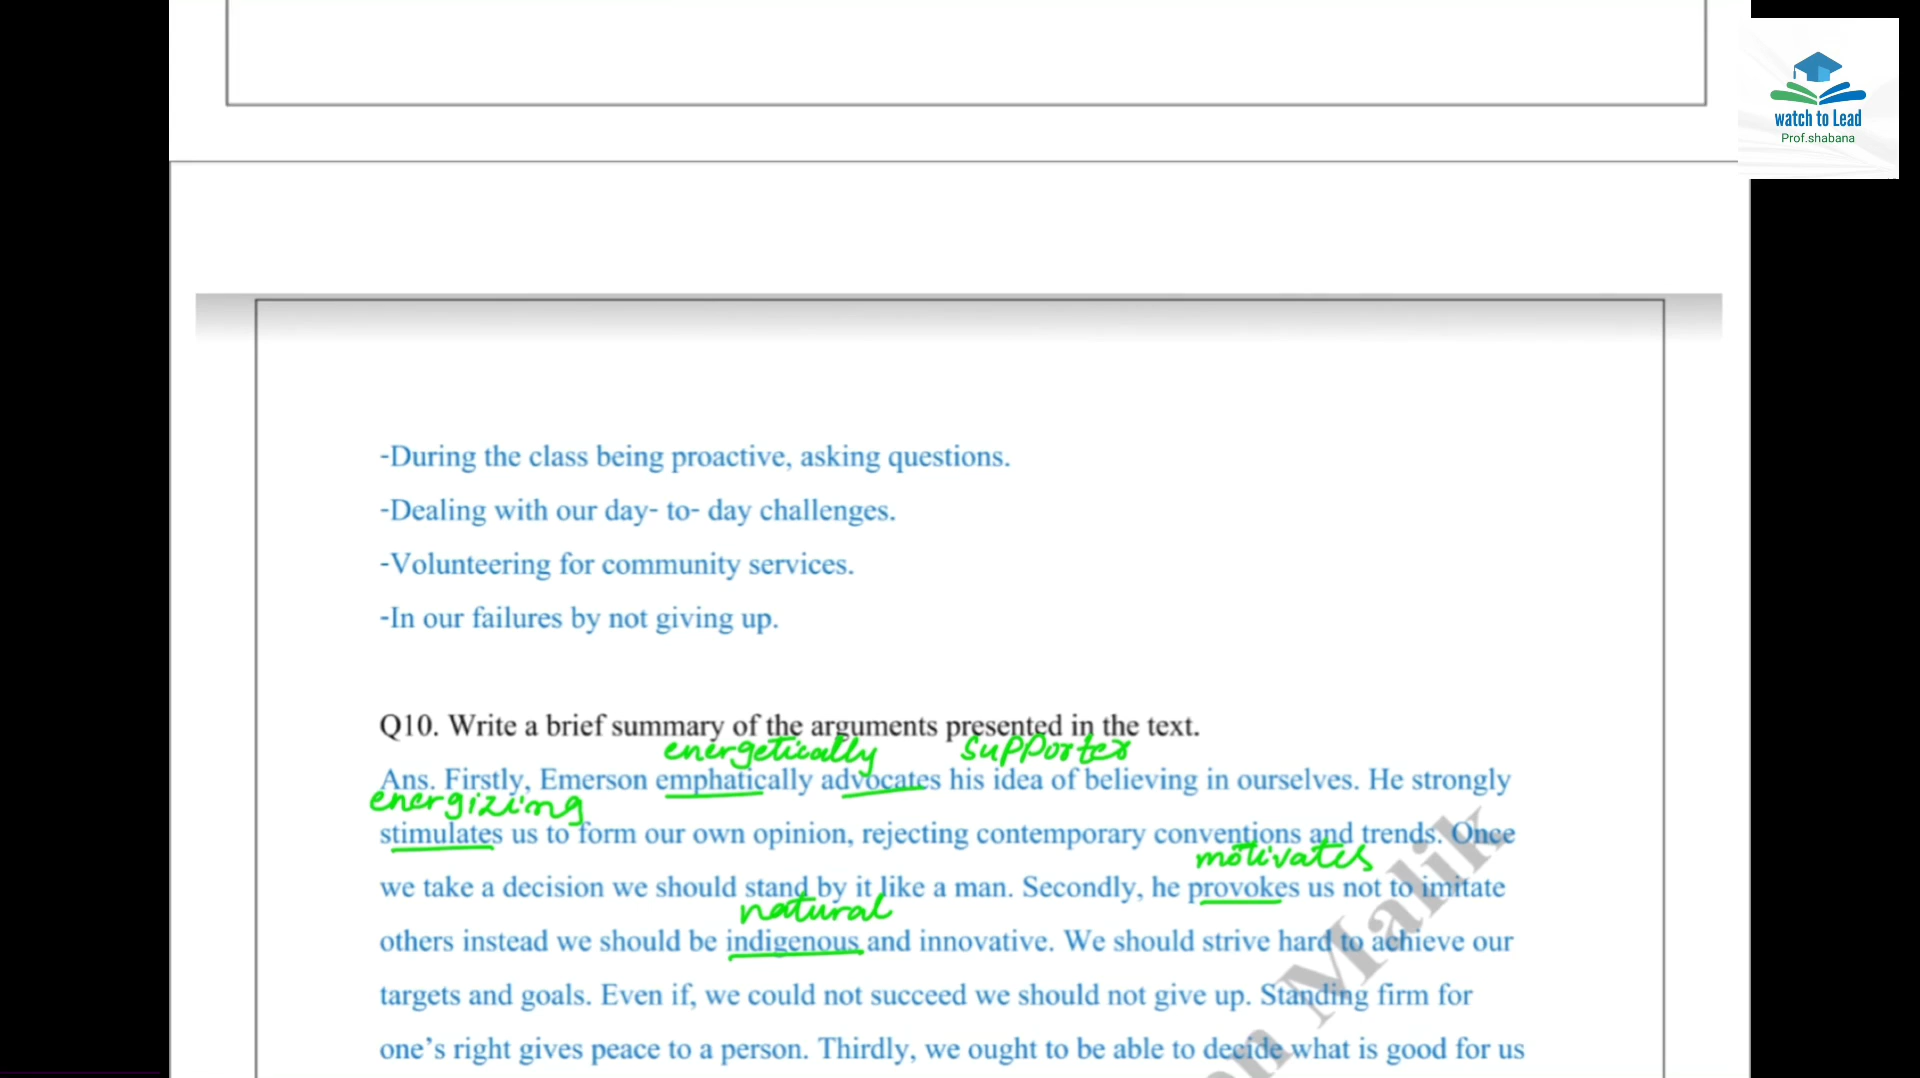 watch to Lead
Prof.shabana
-During the class being proactive, asking questions.
-Dealing with our day- to- day challenges.
-Volunteering for community services.
-In our failures by not giving up.
Q10. Write a brief summary of the arguments presented in the text.
energetically supporter
Ans. Firstly, Emerson emphatically advocates his idea of believing in ourselves. He strongly
energizing
stimulates us to form our own opinion, rejecting contemporary conventions and trends. Once
motivates
we take a decision we should stand by it like a man. Secondly, he provokes us not to imitate
natural
others instead we should be indigenous and innovative. We should strive hard to achieve our
targets and goals. Even if, we could not succeed we should not give up. Standing firm for
one's right gives peace to a person. Thirdly, we ought to be able to decide what is good for us
on Malik